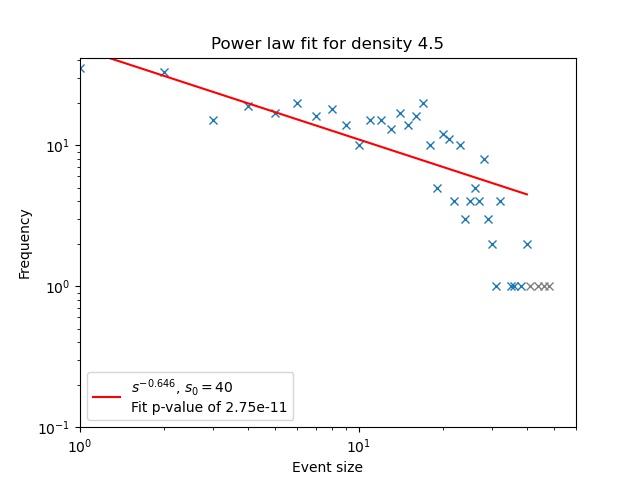 Power law fit for density 4.5
Frequency
10¹
10⁰
10⁻¹
s^{-0.646}, s₀ = 40
Fit p-value of 2.75e-11
10⁰
10¹
Event size